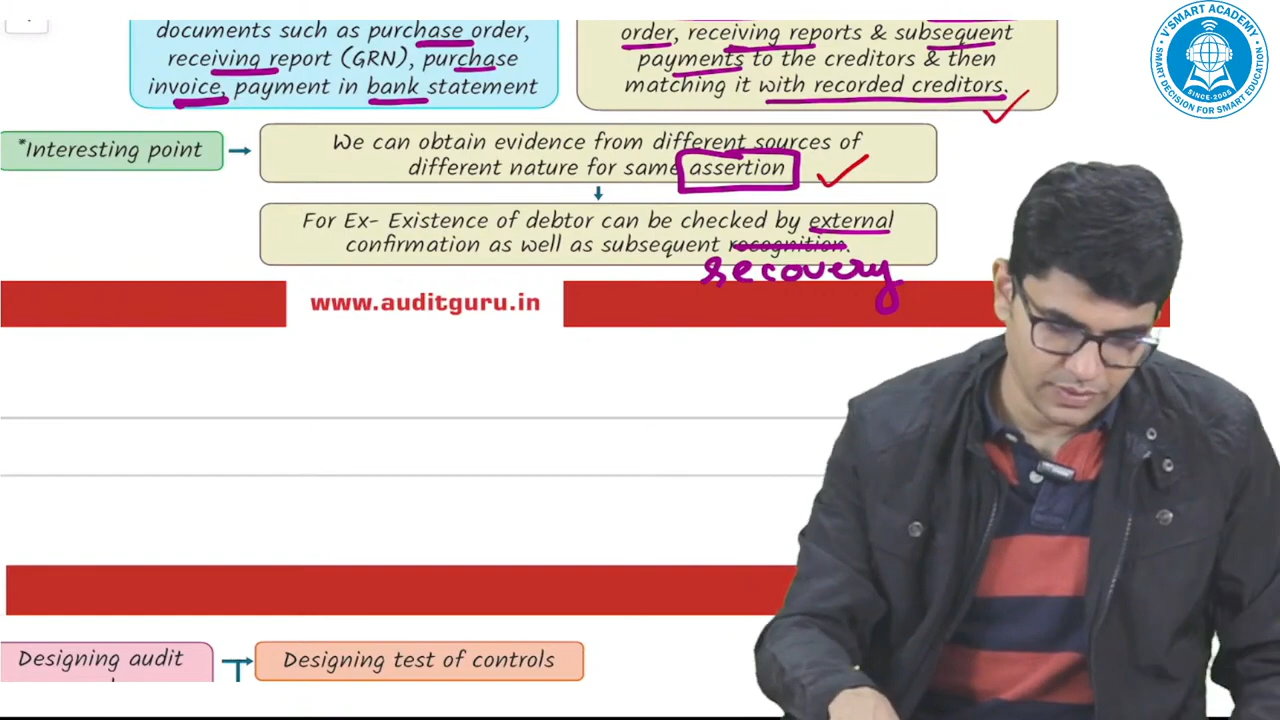 documents such as purchase order,
receiving report (GRN), purchase
invoice, payment in bank statement
order, receiving reports & subsequent
payments to the creditors & then
matching it with recorded creditors.
*Interesting point
We can obtain evidence from different sources of
different nature for same assertion
For Ex- Existence of debtor can be checked by external
confirmation as well as subsequent recognition.
recovery
www.auditguru.in
Designing audit
Designing test of controls
V'SMART ACADEMY
SMART DECISION FOR SMART EDUCATION
SINCE-2005